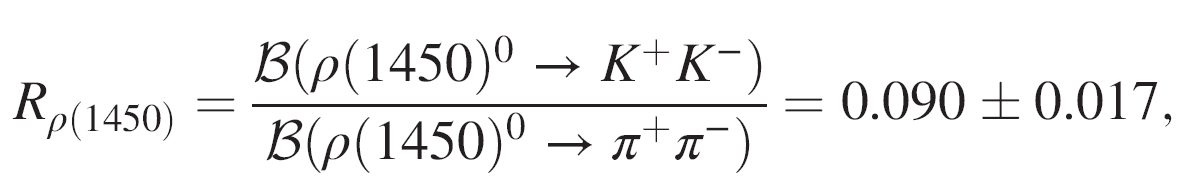 R_{ρ(1450)} = \frac{\mathcal{B}(ρ(1450)^0 → K^+K^-)}{\mathcal{B}(ρ(1450)^0 → π^+π^-)} = 0.090 ± 0.017,